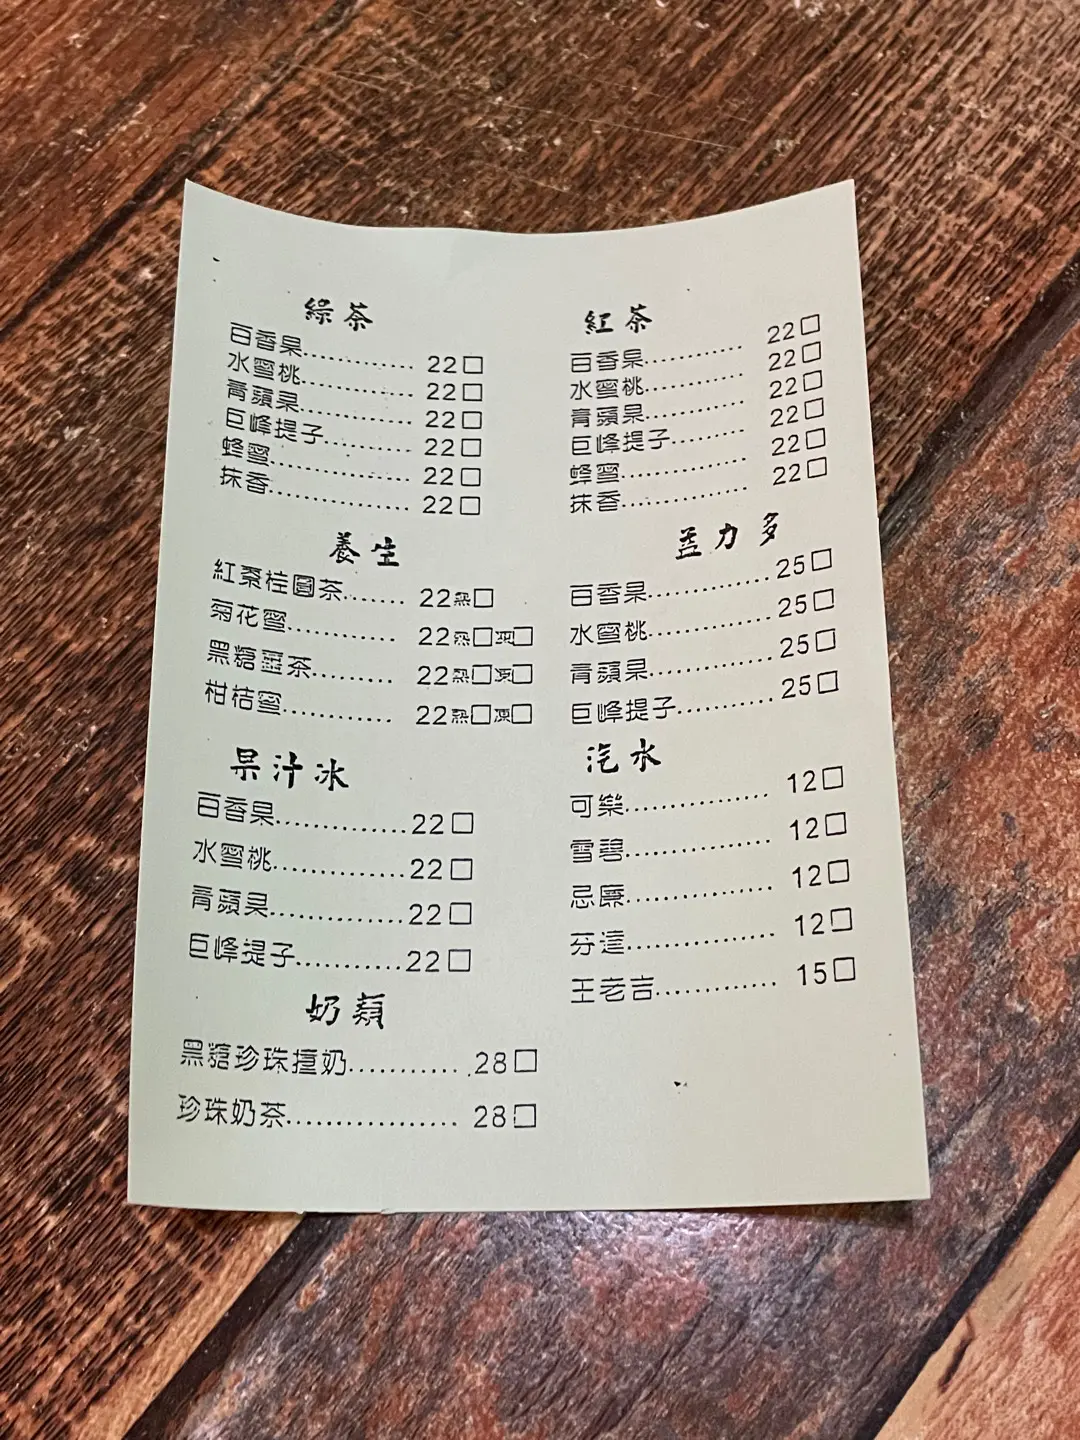 綠茶
百香果............... 22□
水蜜桃............... 22□
青蘋果............... 22□
巨峰提子............ 22□
蜂蜜.................. 22□
抹香.................. 22□
養生
紅棗桂圓茶....... 22熱□
菊花蜜............ 22熱□凍□
黑糖薑茶......... 22熱□凍□
柑桔蜜............ 22熱□凍□
果汁冰
百香果..............22□
水蜜桃..............22□
青蘋果..............22□
巨峰提子...........22□
奶類
黑糖珍珠撞奶........... 28□
珍珠奶茶................. 28□
紅茶
百香果............ 22□
水蜜桃............ 22□
青蘋果............ 22□
巨峰提子......... 22□
蜂蜜............... 22□
抹香............... 22□
益力多
百香果.............25□
水蜜桃.............25□
青蘋果.............25□
巨峰提子..........25□
汽水
可樂................ 12□
雪碧................ 12□
忌廉................ 12□
芬達................ 12□
王老吉............. 15□